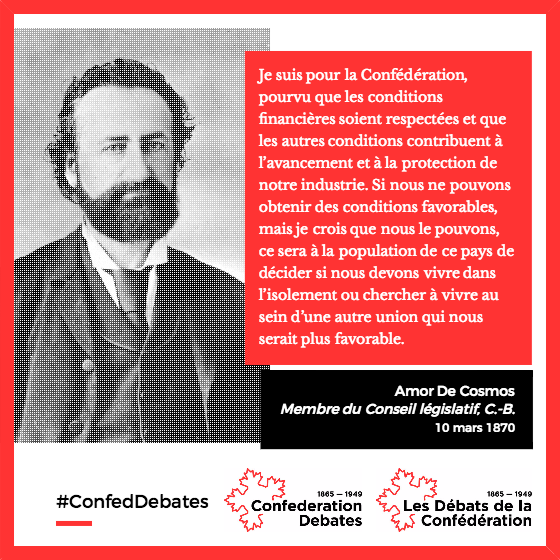 Je suis pour la Confédération,
pourvu que les conditions
financières soient respectées et que
les autres conditions contribuent à
l’avancement et à la protection de
notre industrie. Si nous ne pouvons
obtenir des conditions favorables,
mais je crois que nous le pouvons,
ce sera à la population de ce pays de
décider si nous devons vivre dans
l’isolement ou chercher à vivre au
sein d’une autre union qui nous
serait plus favorable.
Amor De Cosmos
Membre du Conseil législatif, C.-B.
10 mars 1870
#ConfedDebates
1865 — 1949
Confederation
Debates
1865 — 1949
Les Débats de la
Confédération